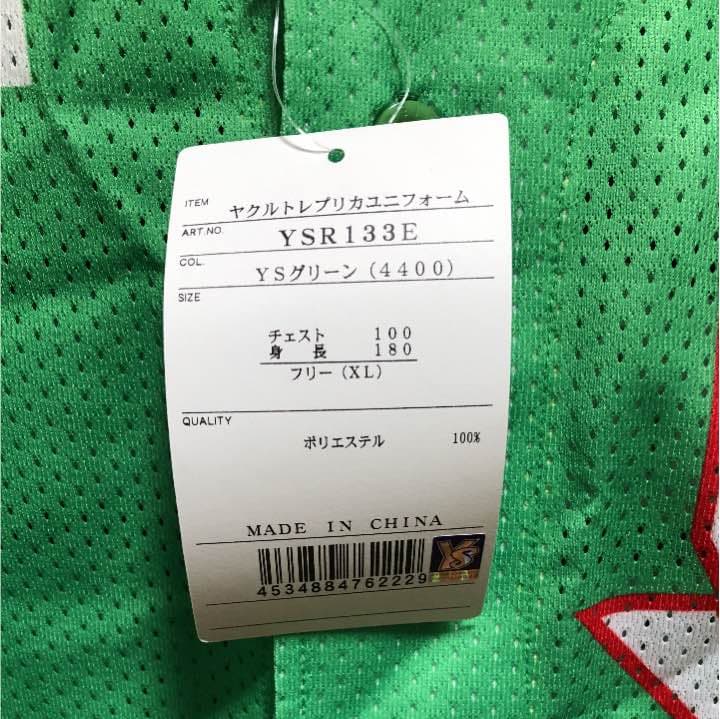 ITEM ヤクルトレプリカユニフォーム
ART.NO. YSR133E
COL. YSグリーン(4400)
SIZE
チェスト 100
身長 180
フリー(XL)
QUALITY
ポリエステル 100%
MADE IN CHINA
4534884762229
YS